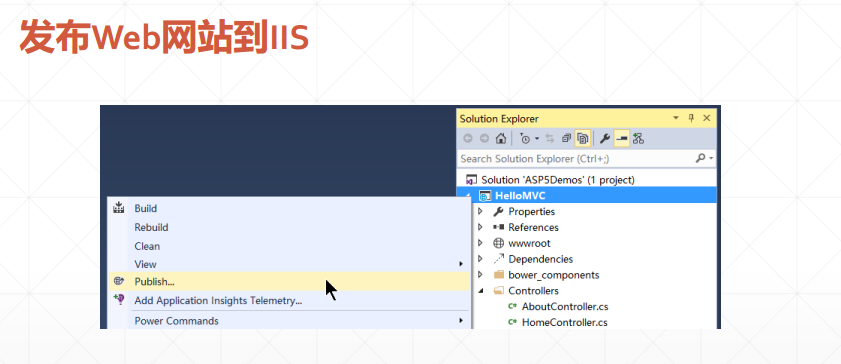 发布Web网站到IIS
Solution Explorer
Search Solution Explorer (Ctrl+;)
Solution 'ASP5Demos' (1 project)
HelloMVC
Properties
References
wwwroot
Dependencies
bower_components
Controllers
AboutController.cs
HomeController.cs
Build
Rebuild
Clean
View
Publish...
Add Application Insights Telemetry...
Power Commands